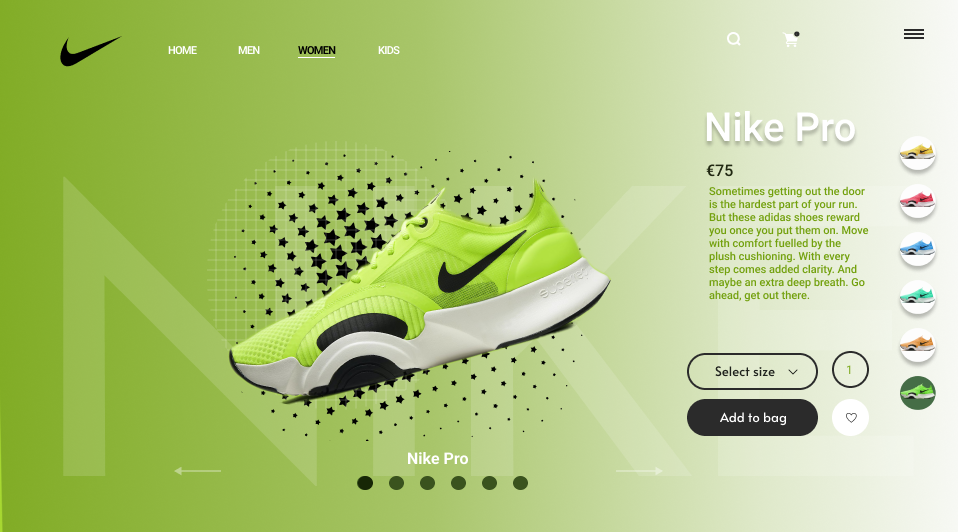 HOME MEN WOMEN KIDS
Nike Pro
€75
Sometimes getting out the door
is the hardest part of your run.
But these adidas shoes reward
you once you put them on. Move
with comfort fuelled by the
plush cushioning. With every
step comes added clarity. And
maybe an extra deep breath. Go
ahead, get out there.
NIKE
superrep
Select size
1
Add to bag
Nike Pro